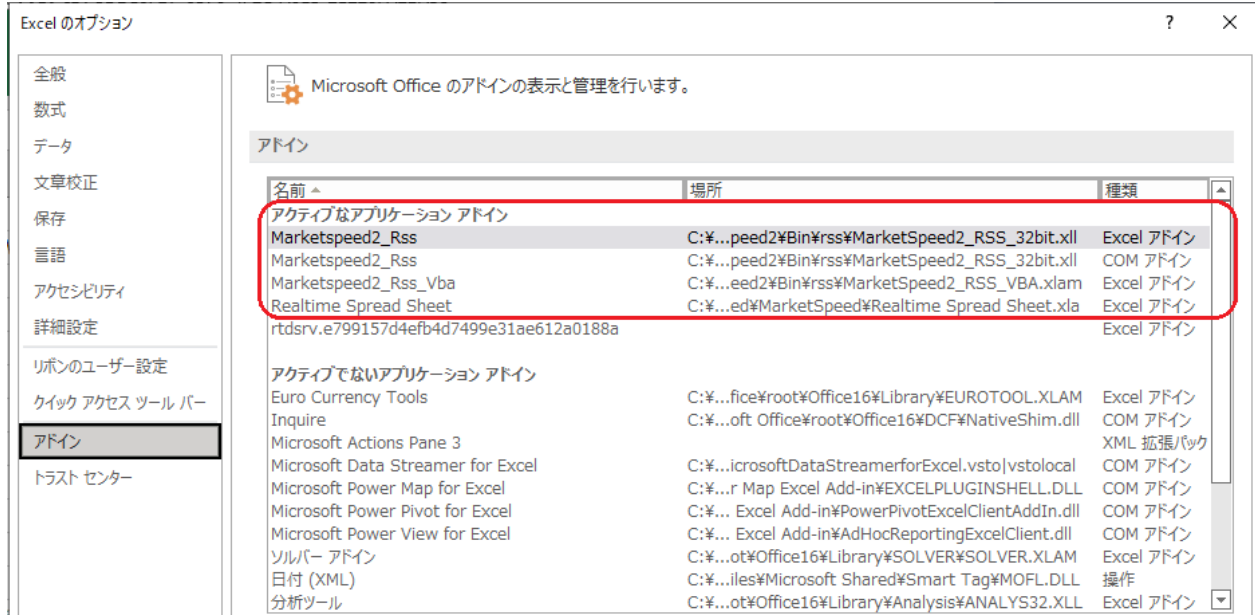 Excel のオプション
? ×
全般
数式
データ
文章校正
保存
言語
アクセシビリティ
詳細設定
リボンのユーザー設定
クイック アクセス ツール バー
アドイン
トラスト センター
Microsoft Office のアドインの表示と管理を行います。
アドイン
名前 場所 種類
アクティブなアプリケーション アドイン
Marketspeed2_Rss C:¥...peed2¥Bin¥rss¥MarketSpeed2_RSS_32bit.xll Excel アドイン
Marketspeed2_Rss C:¥...peed2¥Bin¥rss¥MarketSpeed2_RSS_32bit.xll COM アドイン
Marketspeed2_Rss_Vba C:¥...eed2¥Bin¥rss¥MarketSpeed2_RSS_VBA.xlam Excel アドイン
Realtime Spread Sheet C:¥...ed¥MarketSpeed¥Realtime Spread Sheet.xla Excel アドイン
rtdsrv.e799157d4efb4d7499e31ae612a0188a Excel アドイン
アクティブでないアプリケーション アドイン
Euro Currency Tools C:¥...fice¥root¥Office16¥Library¥EUROTOOL.XLAM Excel アドイン
Inquire C:¥...oft Office¥root¥Office16¥DCF¥NativeShim.dll COM アドイン
Microsoft Actions Pane 3 XML 拡張パック
Microsoft Data Streamer for Excel C:¥...icrosoftDataStreamerforExcel.vsto|vstolocal COM アドイン
Microsoft Power Map for Excel C:¥...r Map Excel Add-in¥EXCELPLUGINSHELL.DLL COM アドイン
Microsoft Power Pivot for Excel C:¥... Excel Add-in¥PowerPivotExcelClientAddIn.dll COM アドイン
Microsoft Power View for Excel C:¥... Excel Add-in¥AdHocReportingExcelClient.dll COM アドイン
ソルバー アドイン C:¥...ot¥Office16¥Library¥SOLVER¥SOLVER.XLAM Excel アドイン
日付 (XML) C:¥...iles¥Microsoft Shared¥Smart Tag¥MOFL.DLL 操作
分析ツール C:¥...ot¥Office16¥Library¥Analysis¥ANALYS32.XLL Excel アドイン